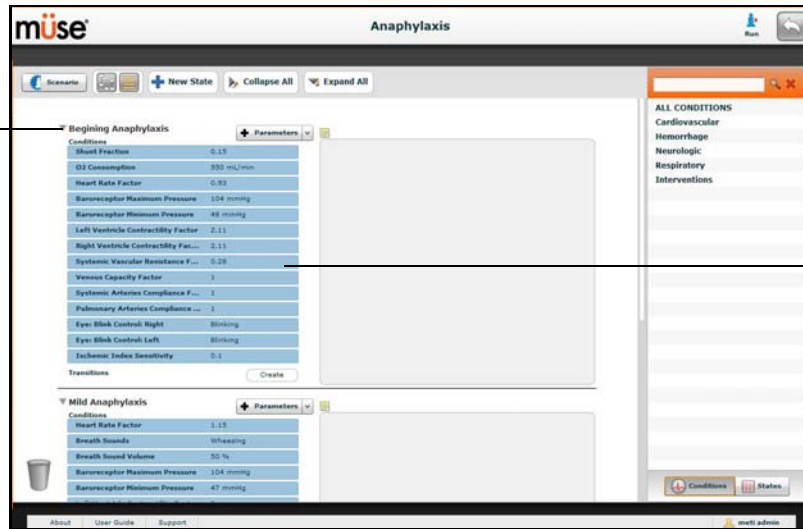 müse
Anaphylaxis
Run
Scenario
New State
Collapse All
Expand All
Begining Anaphylaxis
Parameters
Conditions
Shunt Fraction 0.15
O2 Consumption 350 mL/min
Heart Rate Factor 0.93
Baroreceptor Maximum Pressure 104 mmHg
Baroreceptor Minimum Pressure 48 mmHg
Left Ventricle Contractility Factor 2.11
Right Ventricle Contractility Fac... 2.11
Systemic Vascular Resistance F... 0.28
Venous Capacity Factor 1
Systemic Arteries Compliance F... 1
Pulmonary Arteries Compliance ... 1
Eye: Blink Control: Right Blinking
Eye: Blink Control: Left Blinking
Ischemic Index Sensitivity 0.1
Transitions
Create
Mild Anaphylaxis
Parameters
Conditions
Heart Rate Factor 1.15
Breath Sounds Wheezing
Breath Sound Volume 50 %
Baroreceptor Maximum Pressure 104 mmHg
Baroreceptor Minimum Pressure 47 mmHg
ALL CONDITIONS
Cardiovascular
Hemorrhage
Neurologic
Respiratory
Interventions
Conditions
States
About
User Guide
Support
meti admin